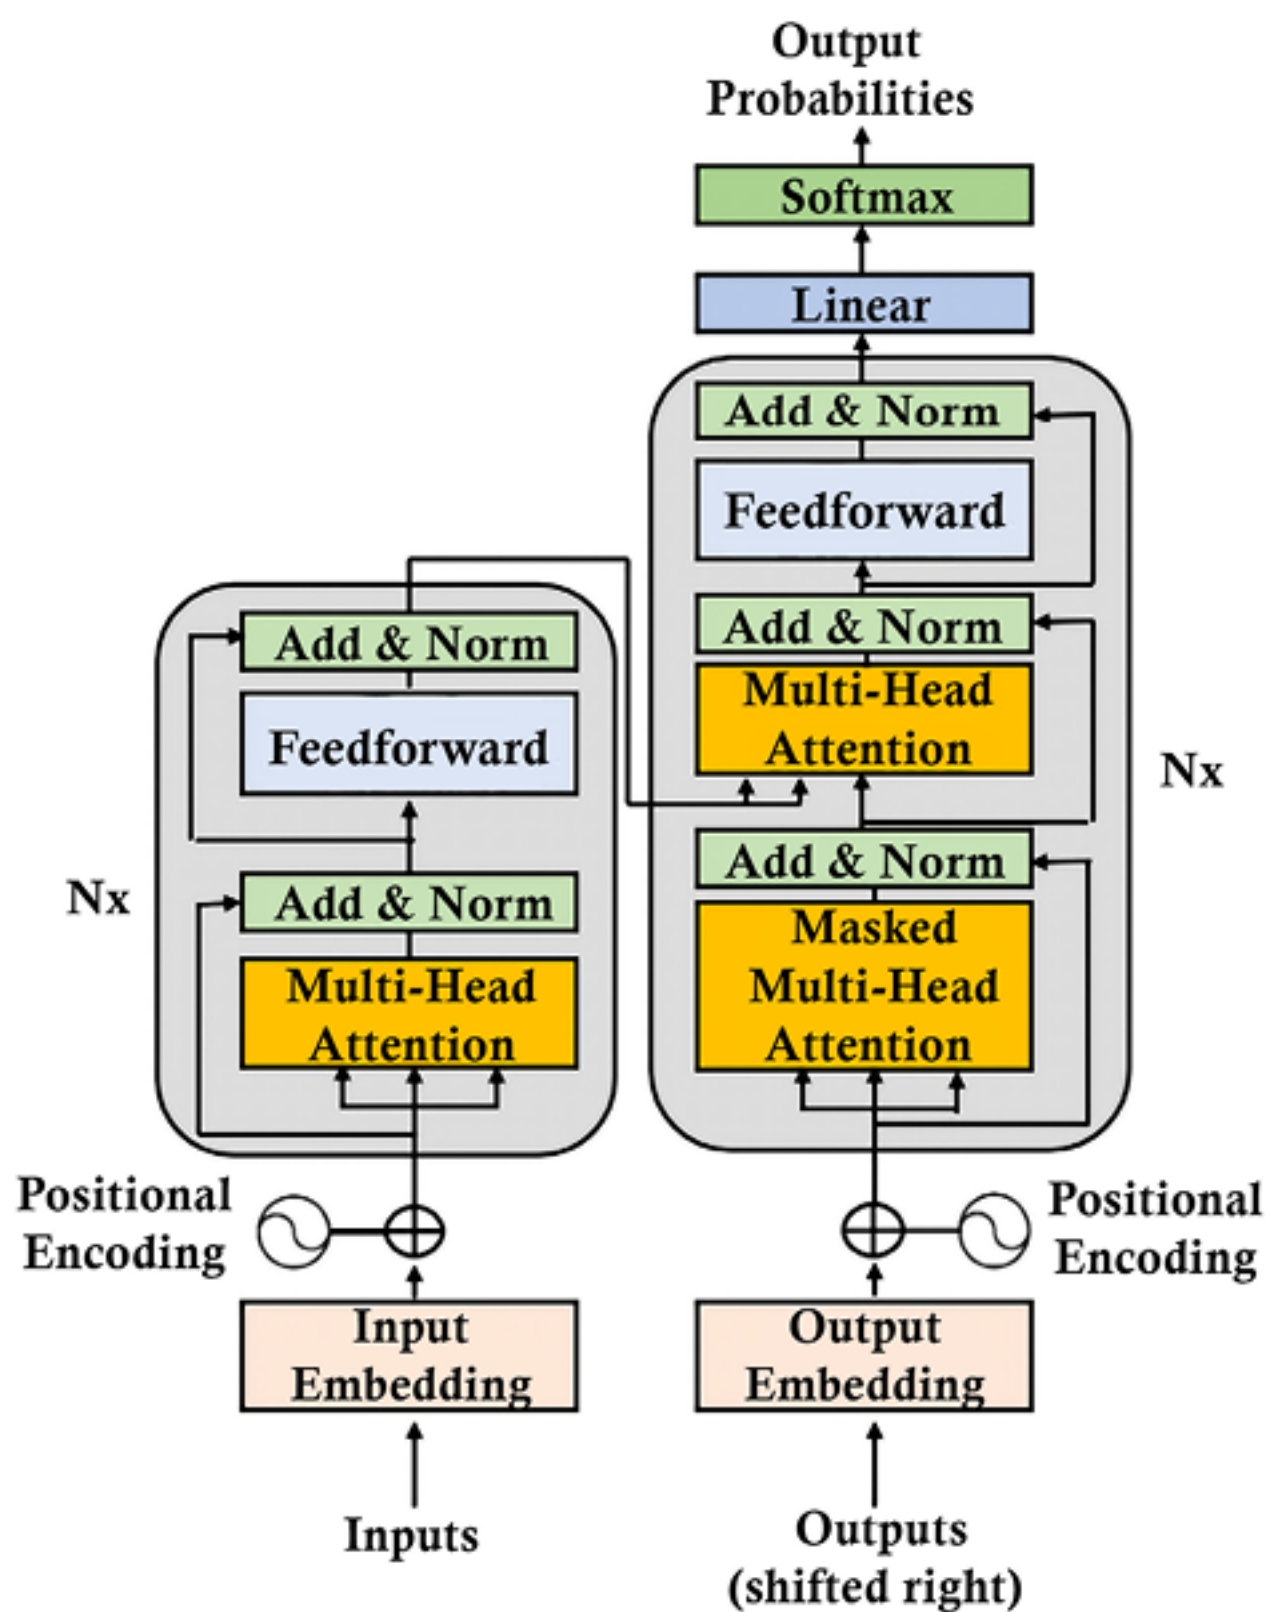 Output
Probabilities
Softmax
Linear
Add & Norm
Feedforward
Add & Norm
Multi-Head
Attention
Nx
Add & Norm
Masked
Multi-Head
Attention
Add & Norm
Feedforward
Nx
Add & Norm
Multi-Head
Attention
Positional
Encoding
Positional
Encoding
Input
Embedding
Output
Embedding
Inputs
Outputs
(shifted right)